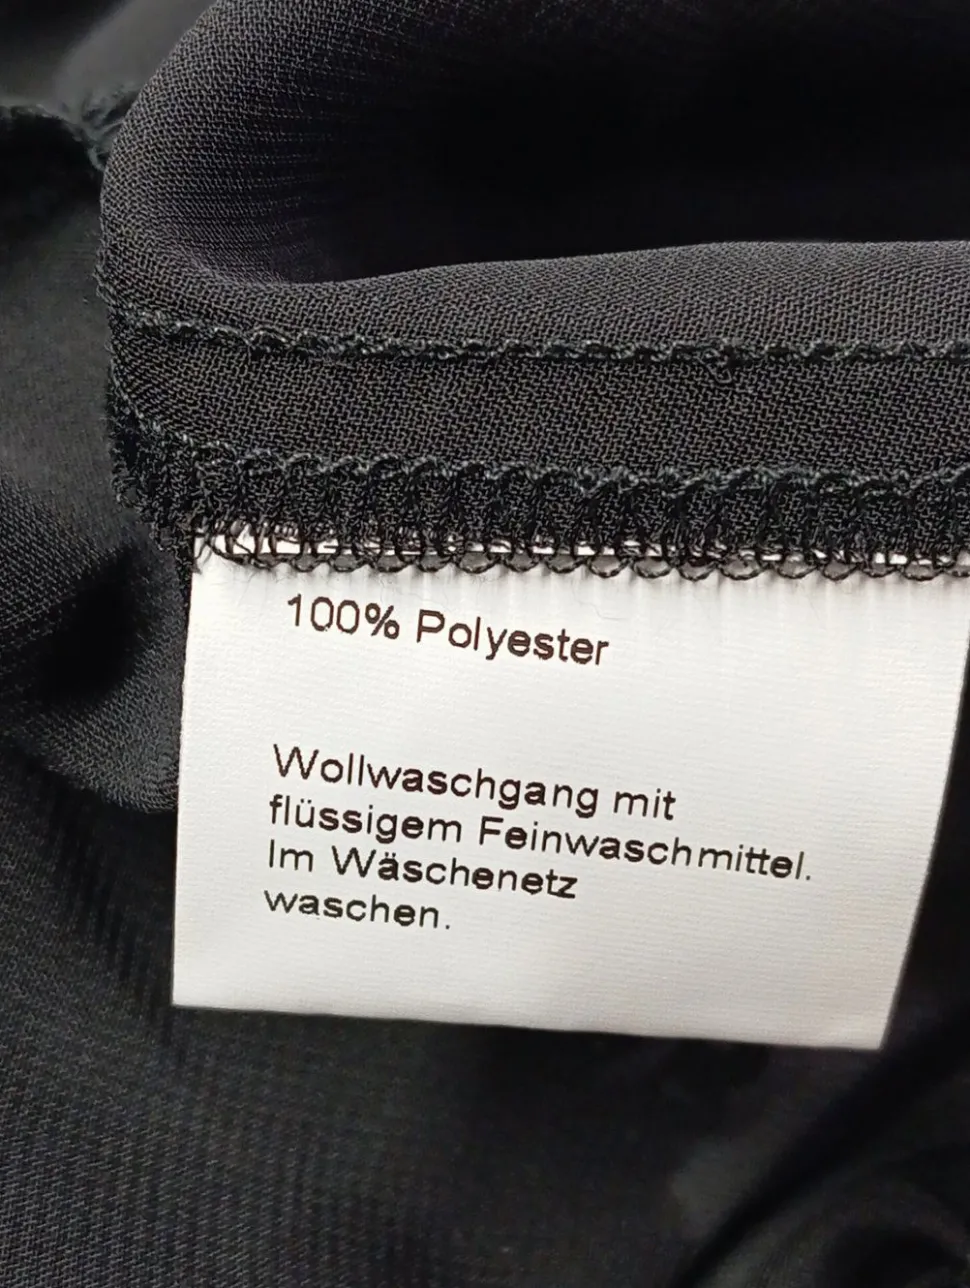 100% Polyester
Wollwaschgang mit
flüssigem Feinwaschmittel.
Im Wäschenetz
waschen.